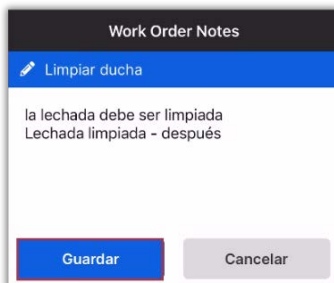 Work Order Notes
Limpiar ducha
la lechada debe ser limpiada
Lechada limpiada - después
Guardar
Cancelar